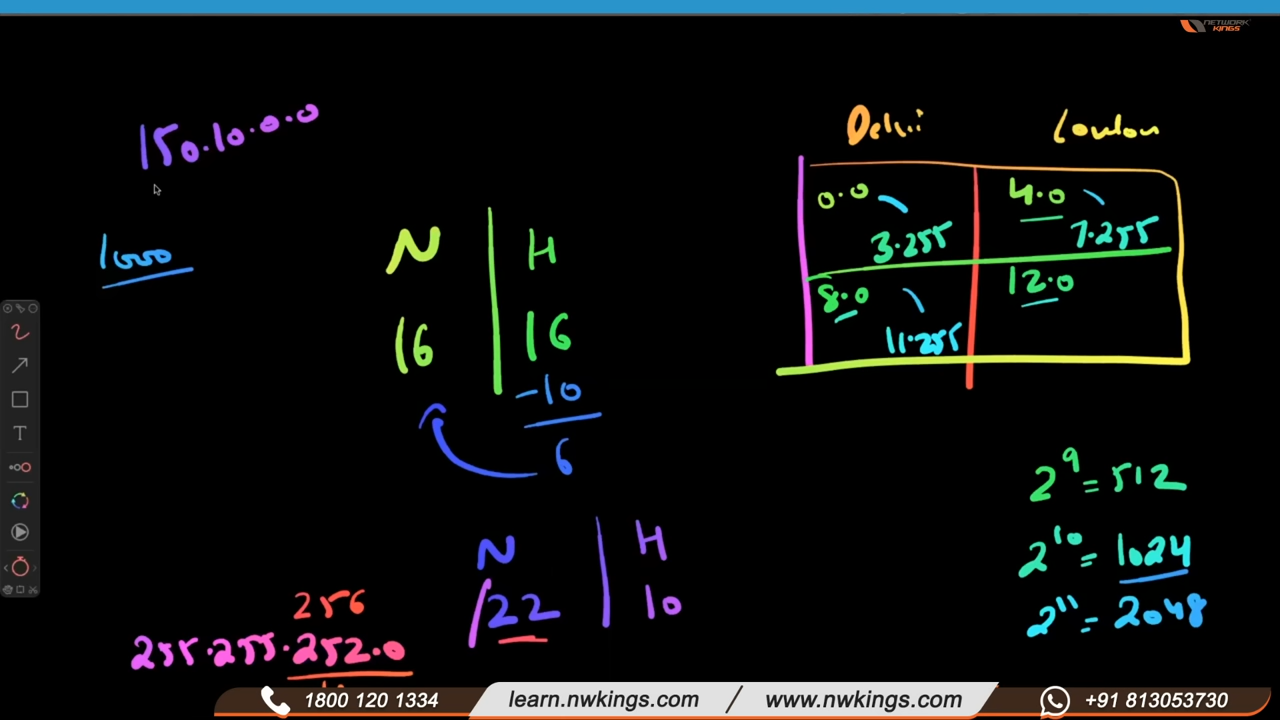 NETWORK
KINGS
150.10.0.0
1000
N H
16 16
-10
6
N H
/22 10
256
255.255.252.0
Delhi London
0.0 4.0
3.255 7.255
8.0 12.0
11.255
2^9 = 512
2^10 = 1024
2^11 = 2048
T
1800 120 1334 learn.nwkings.com / www.nwkings.com +91 813053730